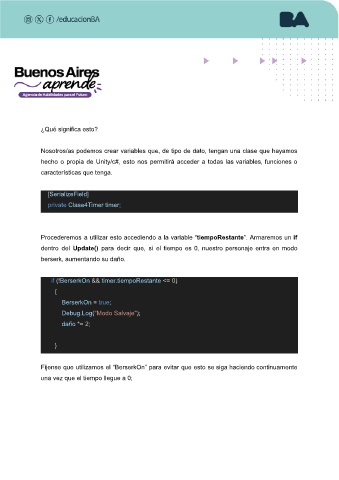 /educacionBA
BA
Buenos Aires
aprende
Agencia de Habilidades para el Futuro
¿Qué significa esto?
Nosotros/as podemos crear variables que, de tipo de dato, tengan una clase que hayamos
hecho o propia de Unity/c#, esto nos permitirá acceder a todas las variables, funciones o
características que tenga.
[SerializeField]
private Clase4Timer timer;
Procederemos a utilizar esto accediendo a la variable "tiempoRestante". Armaremos un if
dentro del Update() para decir que, si el tiempo es 0, nuestro personaje entra en modo
berserk, aumentando su daño.
if (!BerserkOn && timer.tiempoRestante <= 0)
{
BerserkOn = true;
Debug.Log("Modo Salvaje");
daño *= 2;
}
Fíjense que utilizamos el "BerserkOn" para evitar que esto se siga haciendo continuamente
una vez que el tiempo llegue a 0;